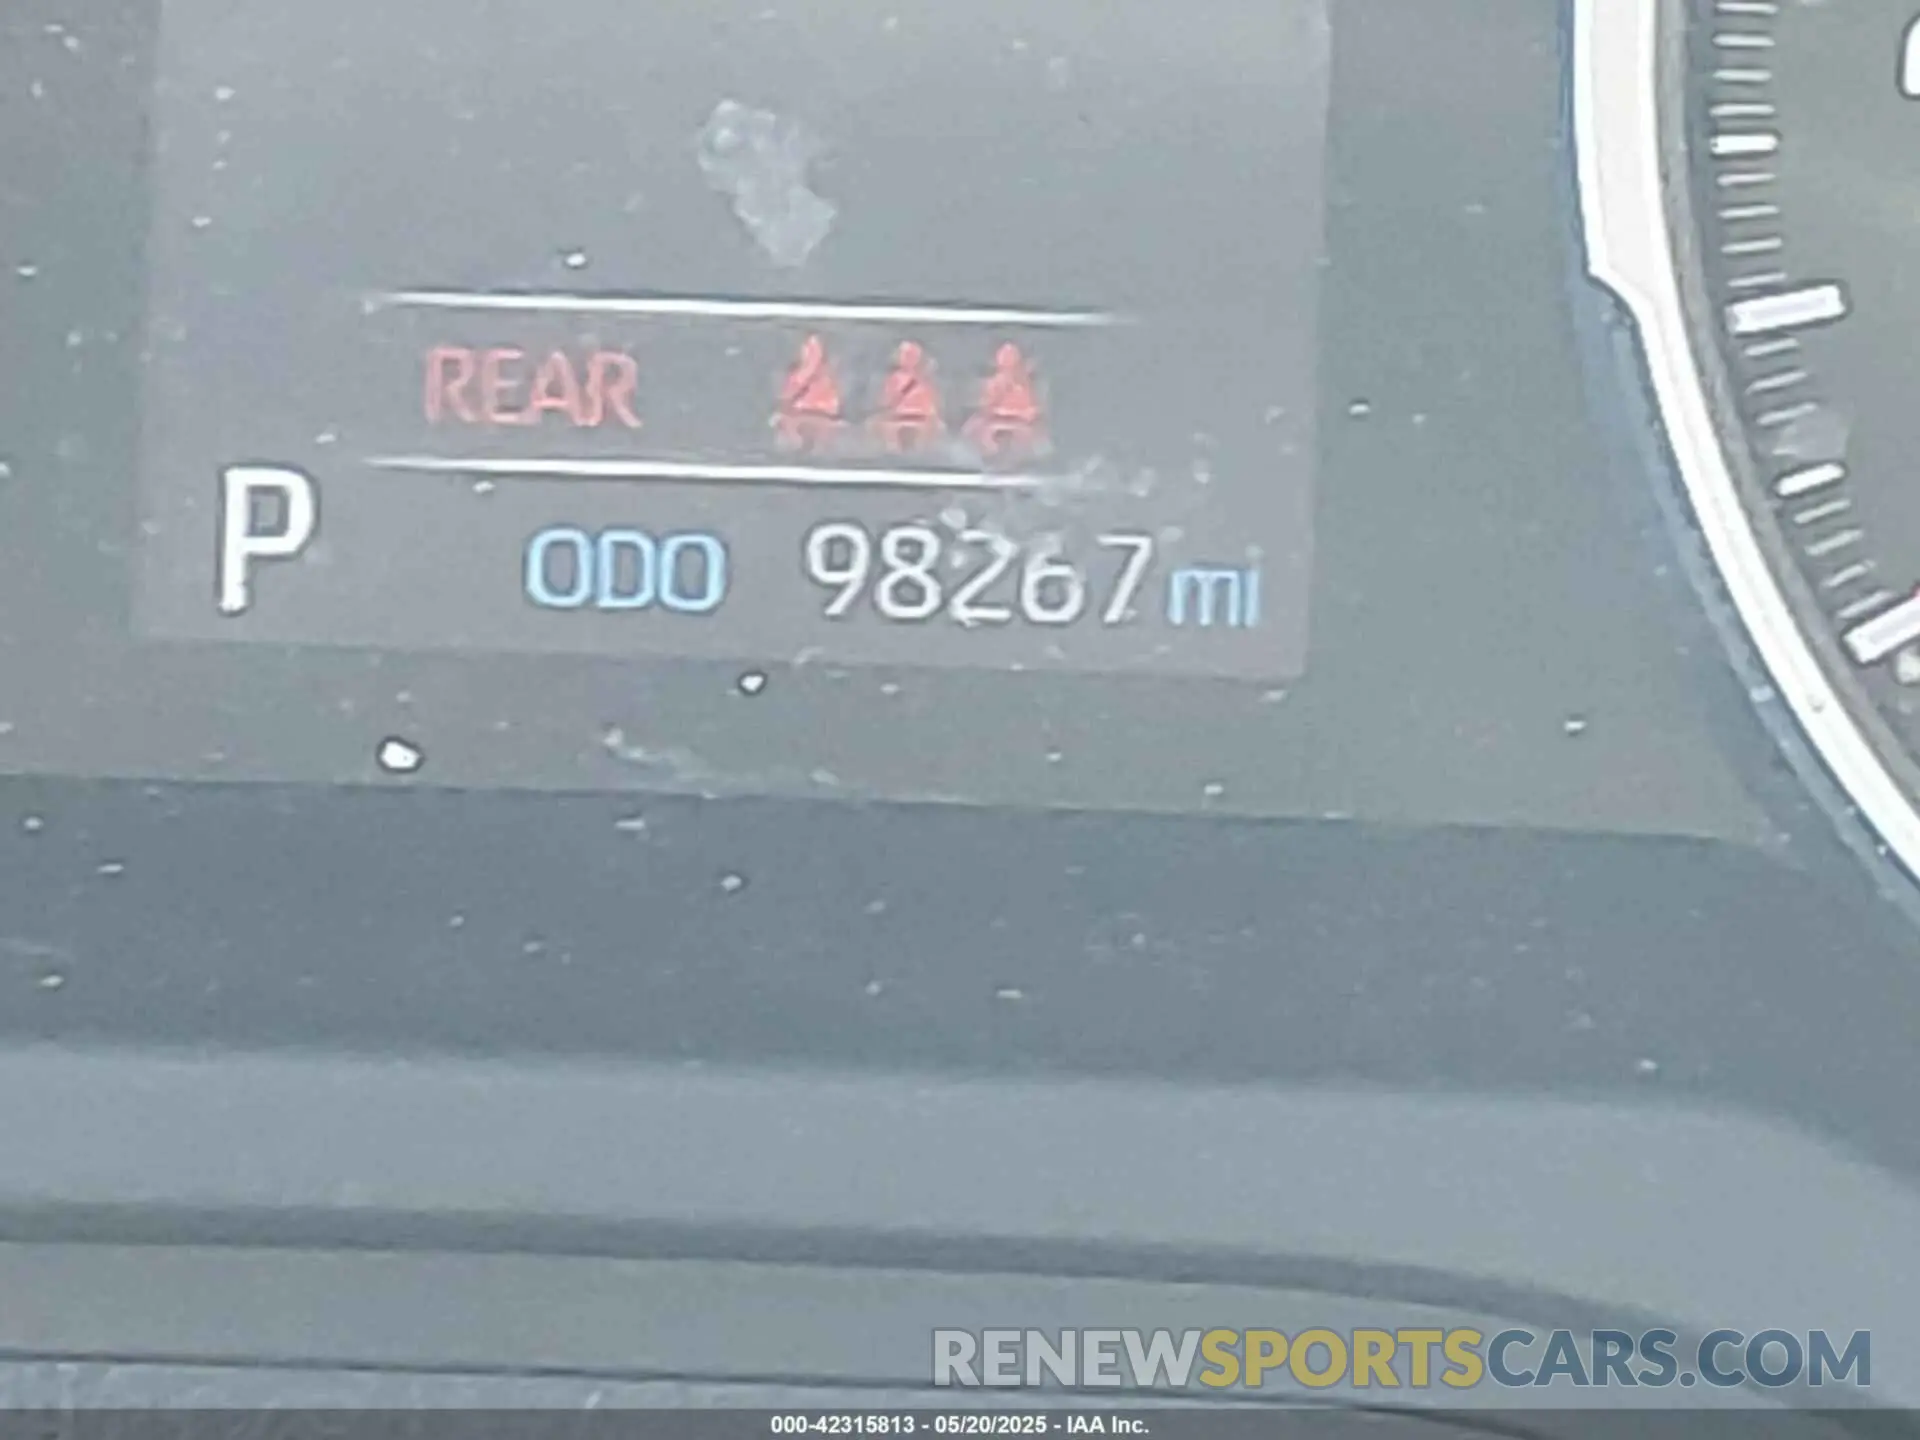 REAR
P ODO 98267 mi
RENEWSPORTSCARS.COM
000-42315813 - 05/20/2025 - IAA Inc.